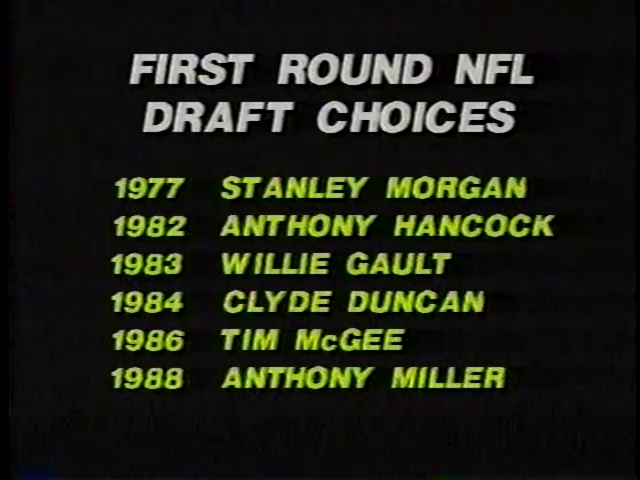 FIRST ROUND NFL
DRAFT CHOICES
1977 STANLEY MORGAN
1982 ANTHONY HANCOCK
1983 WILLIE GAULT
1984 CLYDE DUNCAN
1986 TIM McGEE
1988 ANTHONY MILLER